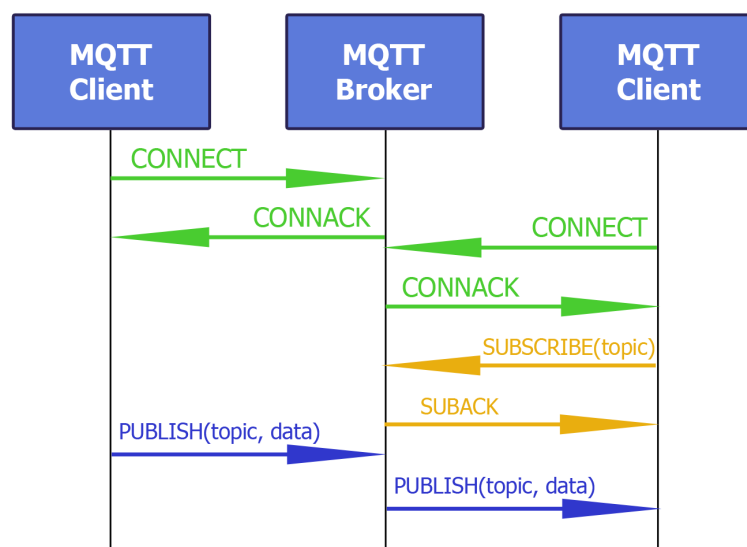 MQTT
Client
MQTT
Broker
MQTT
Client
CONNECT
CONNACK
CONNECT
CONNACK
SUBSCRIBE(topic)
SUBACK
PUBLISH(topic, data)
PUBLISH(topic, data)